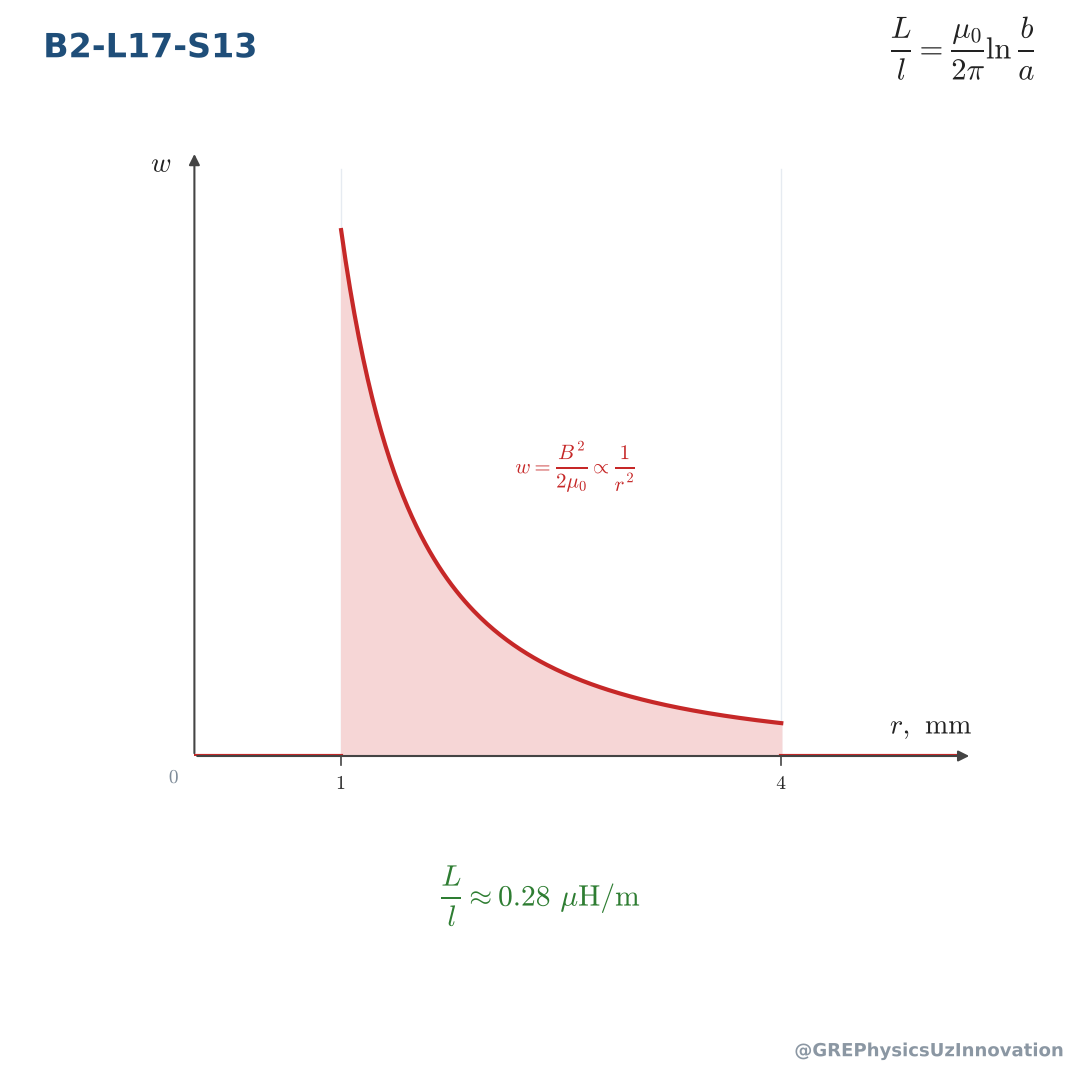 B2-L17-S13
L/l = μ₀/2π ln b/a
w
w = B²/2μ₀ ∝ 1/r²
r, mm
0
1
4
L/l ≈ 0.28 μH/m
@GREPhysicsUzInnovation